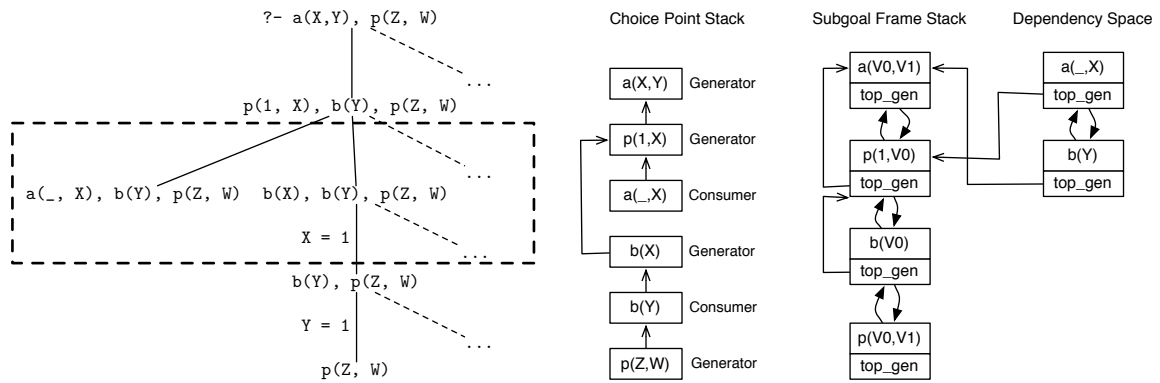 ?- a(X,Y), p(Z, W)
...
p(1, X), b(Y), p(Z, W)
...
a(_, X), b(Y), p(Z, W)
b(X), b(Y), p(Z, W)
X = 1
...
b(Y), p(Z, W)
Y = 1
...
p(Z, W)
Choice Point Stack
a(X,Y)
Generator
p(1,X)
Generator
a(_,X)
Consumer
b(X)
Generator
b(Y)
Consumer
p(Z,W)
Generator
Subgoal Frame Stack
a(V0,V1)
top_gen
p(1,V0)
top_gen
b(V0)
top_gen
p(V0,V1)
top_gen
Dependency Space
a(_,X)
top_gen
b(Y)
top_gen